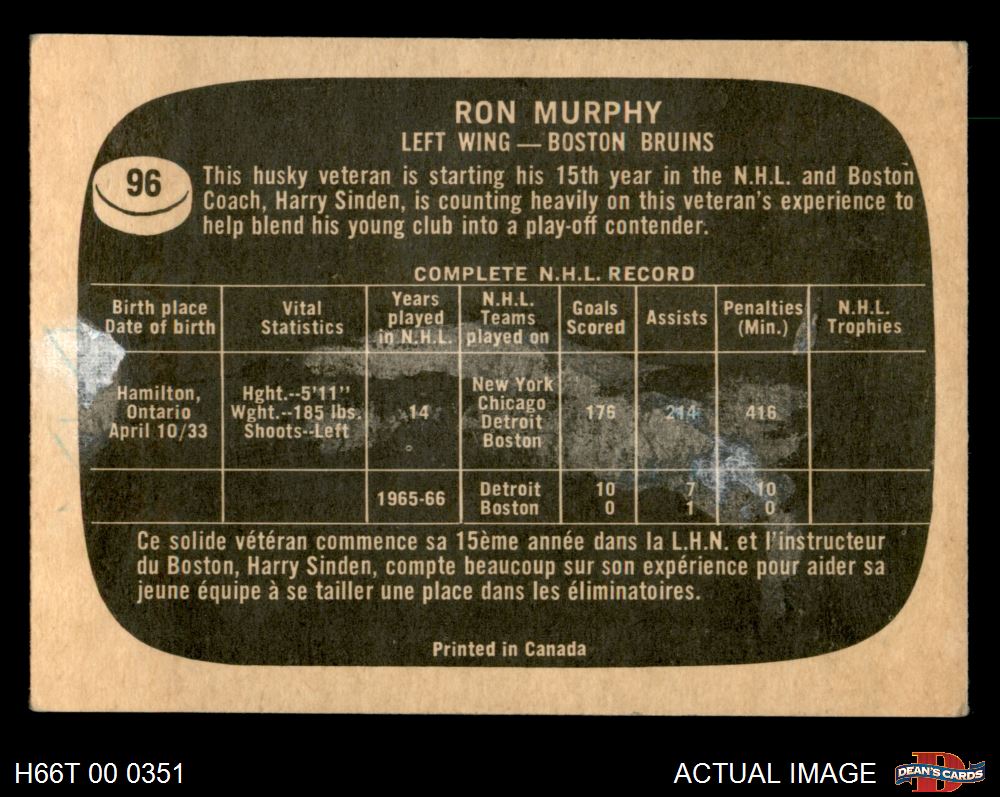 RON MURPHY
LEFT WING — BOSTON BRUINS
96
This husky veteran is starting his 15th year in the N.H.L. and Boston
Coach, Harry Sinden, is counting heavily on this veteran's experience to
help blend his young club into a play-off contender.
COMPLETE N.H.L. RECORD
Birth place
Date of birth
Vital
Statistics
Years
played
in N.H.L.
N.H.L.
Teams
played on
Goals
Scored
Assists
Penalties
(Min.)
N.H.L.
Trophies
Hamilton,
Ontario
April 10/33
Hght.--5'11"
Wght.--185 lbs.
Shoots--Left
14
New York
Chicago
Detroit
Boston
176
214
416
1965-66
Detroit 10 7 10
Boston 0 1 0
Ce solide vétéran commence sa 15ème année dans la L.H.N. et l'instructeur
du Boston, Harry Sinden, compte beaucoup sur son expérience pour aider sa
jeune équipe à se tailler une place dans les éliminatoires.
Printed in Canada
H66T 00 0351
ACTUAL IMAGE
D
DEAN'S CARDS